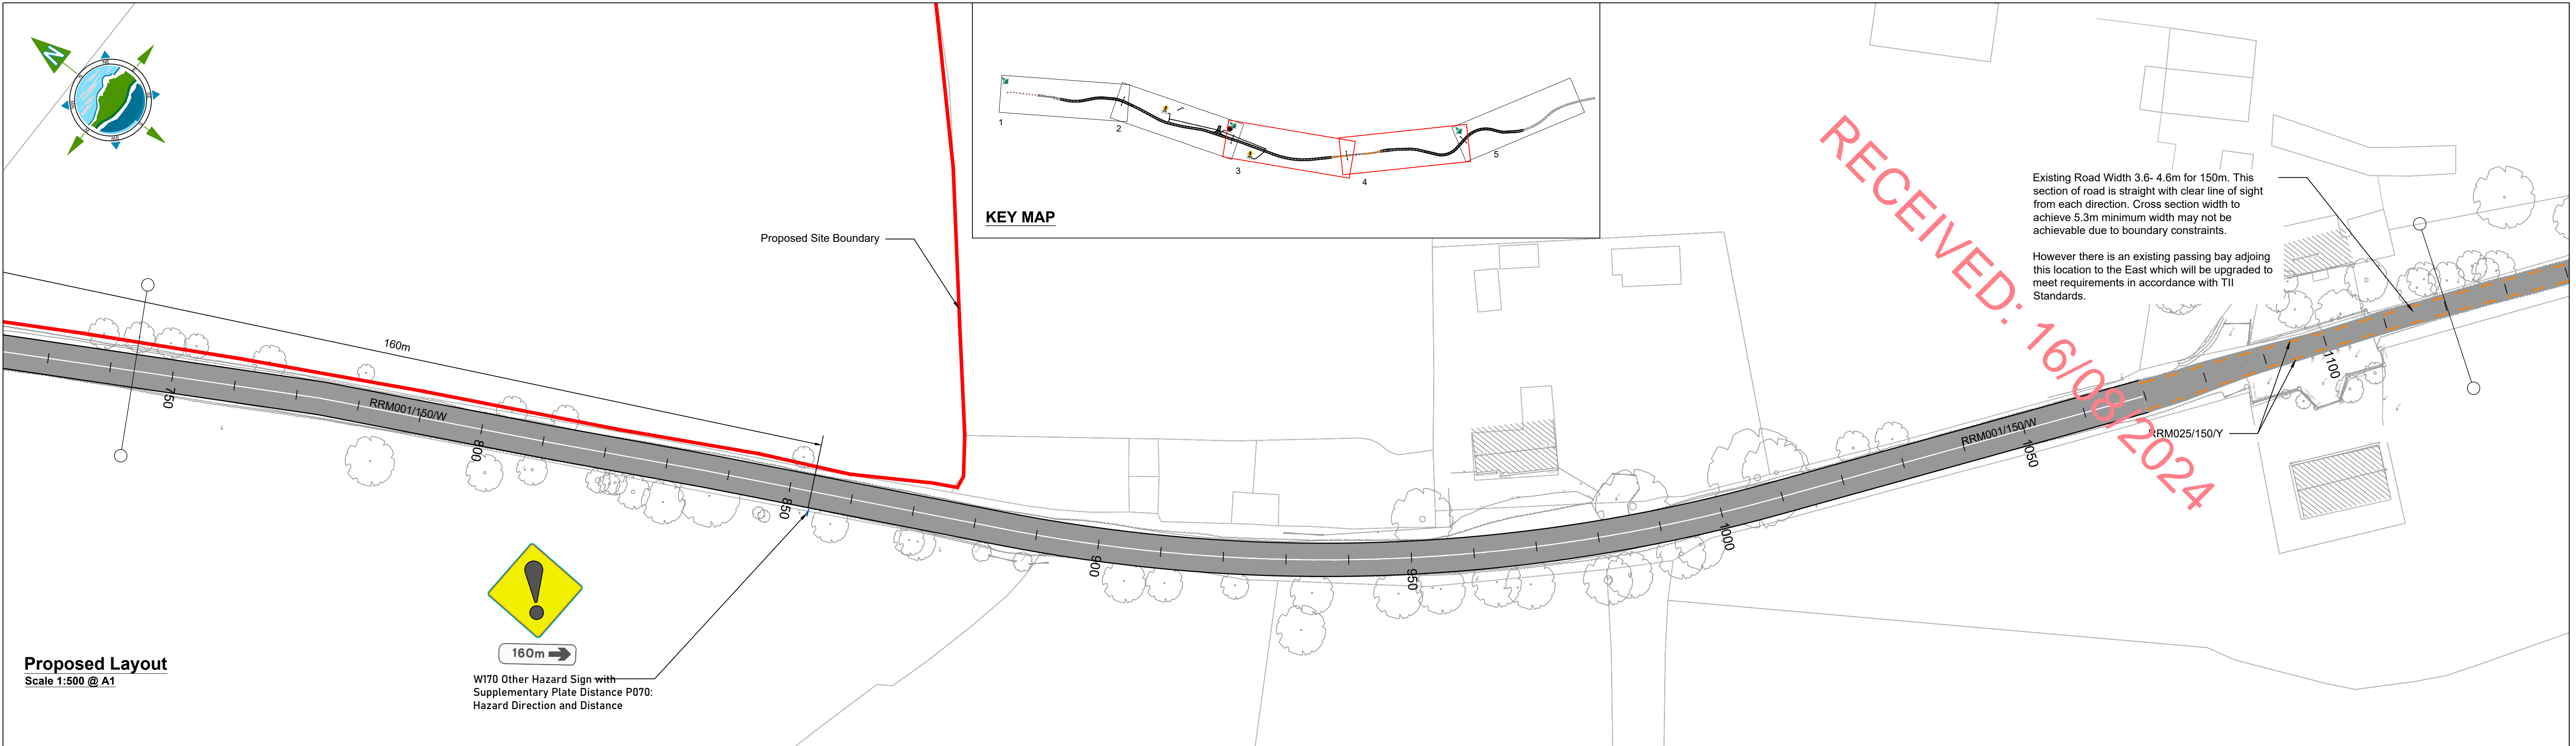 N
KEY MAP
1
2
3
4
5
Proposed Site Boundary
RECEIVED: 16/08/2024
Existing Road Width 3.6- 4.6m for 150m. This
section of road is straight with clear line of sight
from each direction. Cross section width to
achieve 5.3m minimum width may not be
achievable due to boundary constraints.
However there is an existing passing bay adjoing
this location to the East which will be upgraded to
meet requirements in accordance with TII
Standards.
160m
750
RRM001/150/W
800
850
900
950
1000
RRM001/150/W
1050
1100
RRM025/150/Y
160m
W170 Other Hazard Sign with
Supplementary Plate Distance P070:
Hazard Direction and Distance
Proposed Layout
Scale 1:500 @ A1